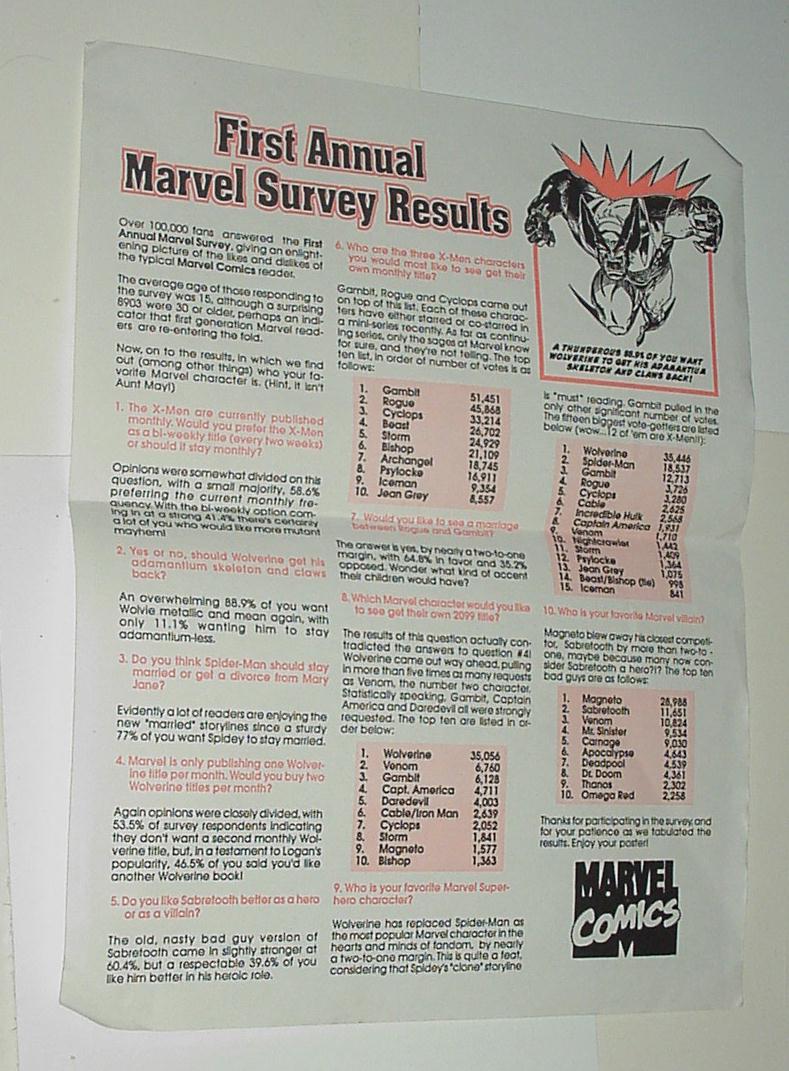 First Annual
Marvel Survey Results
Over 100,000 fans answered the First
Annual Marvel Survey, giving an enlight-
ening picture of the likes and dislikes of
the typical Marvel Comics reader.
The average age of those responding to
the survey was 15, although a surprising
8903 were 30 or older, perhaps an indi-
cator that first generation Marvel read-
ers are re-entering the fold.
Now, on to the results, in which we find
out (among other things) who your fa-
vorite Marvel character is. (Hint, it isn't
Aunt May!)
1. The X-Men are currently published
monthly. Would you prefer the X-Men
as a bi-weekly title (every two weeks)
or should it stay monthly?
Opinions were somewhat divided on this
question, with a small majority, 58.6%
preferring the current monthly fre-
quency. With the bi-weekly option com-
ing in at a strong 41.4% there's certainly
a lot of you who would like more mutant
mayhem!
2. Yes or no, should Wolverine get his
adamantium skeleton and claws
back?
An overwhelming 88.9% of you want
Wolvie metallic and mean again, with
only 11.1% wanting him to stay
adamantium-less.
3. Do you think Spider-Man should stay
married or get a divorce from Mary
Jane?
Evidently a lot of readers are enjoying the
new "married" storylines since a sturdy
77% of you want Spidey to stay married.
4. Marvel is only publishing one Wolver-
ine title per month. Would you buy two
Wolverine titles per month?
Again opinions were closely divided, with
53.5% of survey respondents indicating
they don't want a second monthly Wol-
verine title, but, in a testament to Logan's
popularity, 46.5% of you said you'd like
another Wolverine book!
5. Do you like Sabretooth better as a hero
or as a villain?
The old, nasty bad guy version of
Sabretooth came in slightly stronger at
60.4%, but a respectable 39.6% of you
like him better in his heroic role.
6. Who are the three X-Men characters
you would most like to see get their
own monthly title?
Gambit, Rogue and Cyclops came out
on top of this list. Each of these charac-
ters have either starred or co-starred in
a mini-series recently. As far as continu-
ing series, only the sages at Marvel know
for sure, and they're not telling. The top
ten list, in order of number of votes is as
follows:
1. Gambit 51,451
2. Rogue 45,868
3. Cyclops 33,214
4. Beast 26,702
5. Storm 24,929
6. Bishop 21,109
7. Archangel 18,745
8. Psylocke 16,911
9. Iceman 9,354
10. Jean Grey 8,557
7. Would you like to see a marriage
between Rogue and Gambit?
The answer is yes, by nearly a two-to-one
margin, with 64.8% in favor and 35.2%
opposed. Wonder what kind of accent
their children would have?
8. Which Marvel character would you like
to see get their own 2099 title?
The results of this question actually con-
tradicted the answers to question #4!
Wolverine came out way ahead, pulling
in more than five times as many requests
as Venom, the number two character.
Statistically speaking, Gambit, Captain
America and Daredevil all were strongly
requested. The top ten are listed in or-
der below:
1. Wolverine 35,056
2. Venom 6,760
3. Gambit 6,128
4. Capt. America 4,711
5. Daredevil 4,003
6. Cable/Iron Man 2,639
7. Cyclops 2,052
8. Storm 1,841
9. Magneto 1,577
10. Bishop 1,363
9. Who is your favorite Marvel Super-
hero character?
Wolverine has replaced Spider-Man as
the most popular Marvel character in the
hearts and minds of fandom, by nearly
a two-to-one margin. This is quite a feat,
considering that Spidey's "clone" storyline
A THUNDEROUS 88.9% OF YOU WANT
WOLVERINE TO GET HIS ADAMANTIUM
SKELETON AND CLAWS BACK!
is "must" reading. Gambit pulled in the
only other significant number of votes.
The fifteen biggest vote-getters are listed
below (wow...12 of 'em are X-Men!):
1. Wolverine 35,446
2. Spider-Man 18,537
3. Gambit 12,713
4. Rogue 3,726
5. Cyclops 3,280
6. Cable 2,625
7. Incredible Hulk 2,568
8. Captain America 1,931
9. Venom 1,710
10. Nightcrawler 1,442
11. Storm 1,409
12. Psylocke 1,364
13. Jean Grey 1,075
14. Beast/Bishop (tie) 998
15. Iceman 841
10. Who is your favorite Marvel villain?
Magneto blew away his closest competi-
tor, Sabretooth by more than two-to-
one, maybe because many now con-
sider Sabretooth a hero?!? The top ten
bad guys are as follows:
1. Magneto 28,988
2. Sabretooth 11,651
3. Venom 10,824
4. Mr. Sinister 9,534
5. Carnage 9,030
6. Apocalypse 4,643
7. Deadpool 4,539
8. Dr. Doom 4,361
9. Thanos 2,302
10. Omega Red 2,258
Thanks for participating in the survey, and
for your patience as we tabulated the
results. Enjoy your poster!
MARVEL
COMICS